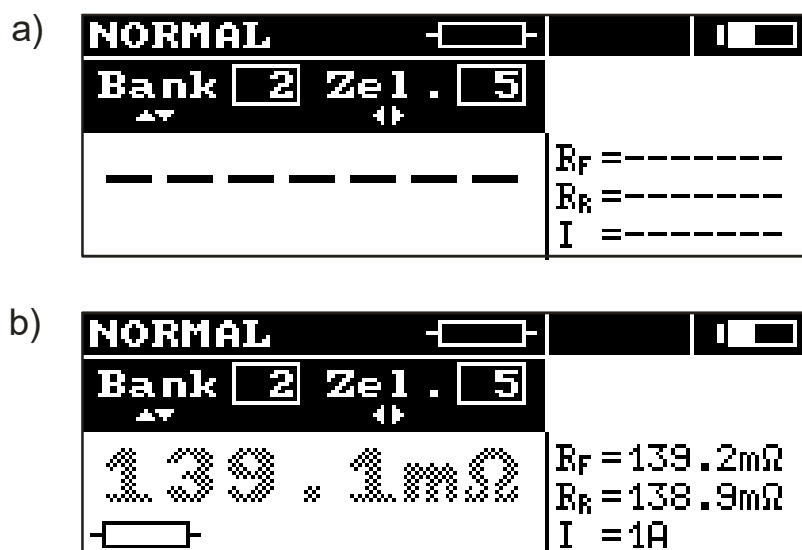 a)
NORMAL
Bank 2 Zel. 5
-------
RF=-------
RR=-------
I =-------
b)
NORMAL
Bank 2 Zel. 5
139.1mΩ
RF=139.2mΩ
RR=138.9mΩ
I =1A